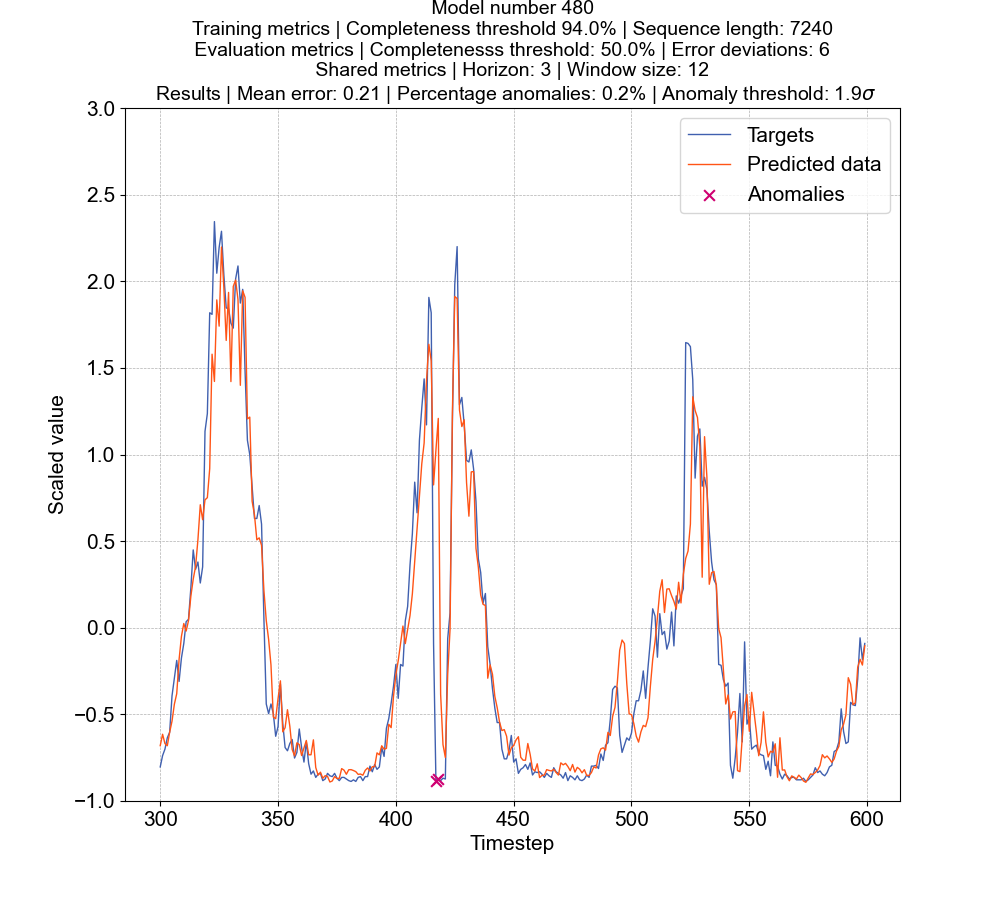 Model number 480
Training metrics | Completeness threshold 94.0% | Sequence length: 7240
Evaluation metrics | Completenesss threshold: 50.0% | Error deviations: 6
Shared metrics | Horizon: 3 | Window size: 12
Results | Mean error: 0.21 | Percentage anomalies: 0.2% | Anomaly threshold: 1.9σ
3.0
2.5
2.0
1.5
1.0
0.5
0.0
−0.5
−1.0
Scaled value
Targets
Predicted data
Anomalies
300 350 400 450 500 550 600
Timestep